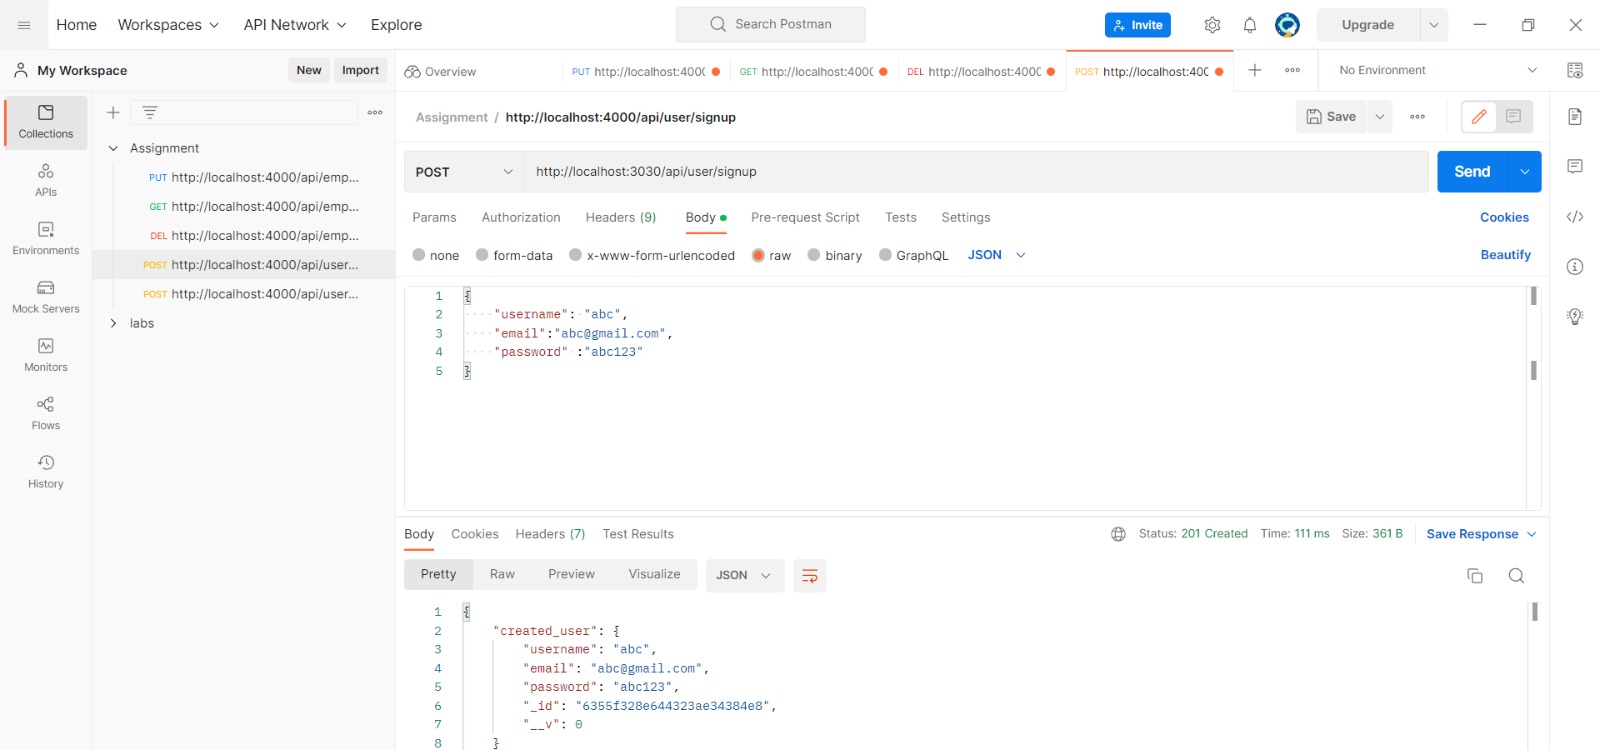 Home Workspaces API Network Explore Search Postman Invite Upgrade
My Workspace New Import
Overview PUT http://localhost:400 GET http://localhost:400 DEL http://localhost:400 POST http://localhost:40 No Environment
Collections
APIs
Environments
Mock Servers
Monitors
Flows
History
Assignment
PUT http://localhost:4000/api/emp...
GET http://localhost:4000/api/emp...
DEL http://localhost:4000/api/emp...
POST http://localhost:4000/api/user...
POST http://localhost:4000/api/user...
labs
Assignment / http://localhost:4000/api/user/signup Save
POST http://localhost:3030/api/user/signup Send
Params Authorization Headers (9) Body Pre-request Script Tests Settings Cookies
none form-data x-www-form-urlencoded raw binary GraphQL JSON Beautify
1 {
2 "username": "abc",
3 "email":"abc@gmail.com",
4 "password" :"abc123"
5 }
Body Cookies Headers (7) Test Results Status: 201 Created Time: 111 ms Size: 361 B Save Response
Pretty Raw Preview Visualize JSON
1 {
2 "created_user": {
3 "username": "abc",
4 "email": "abc@gmail.com",
5 "password": "abc123",
6 "_id": "6355f328e644323ae34384e8",
7 "__v": 0
8 }